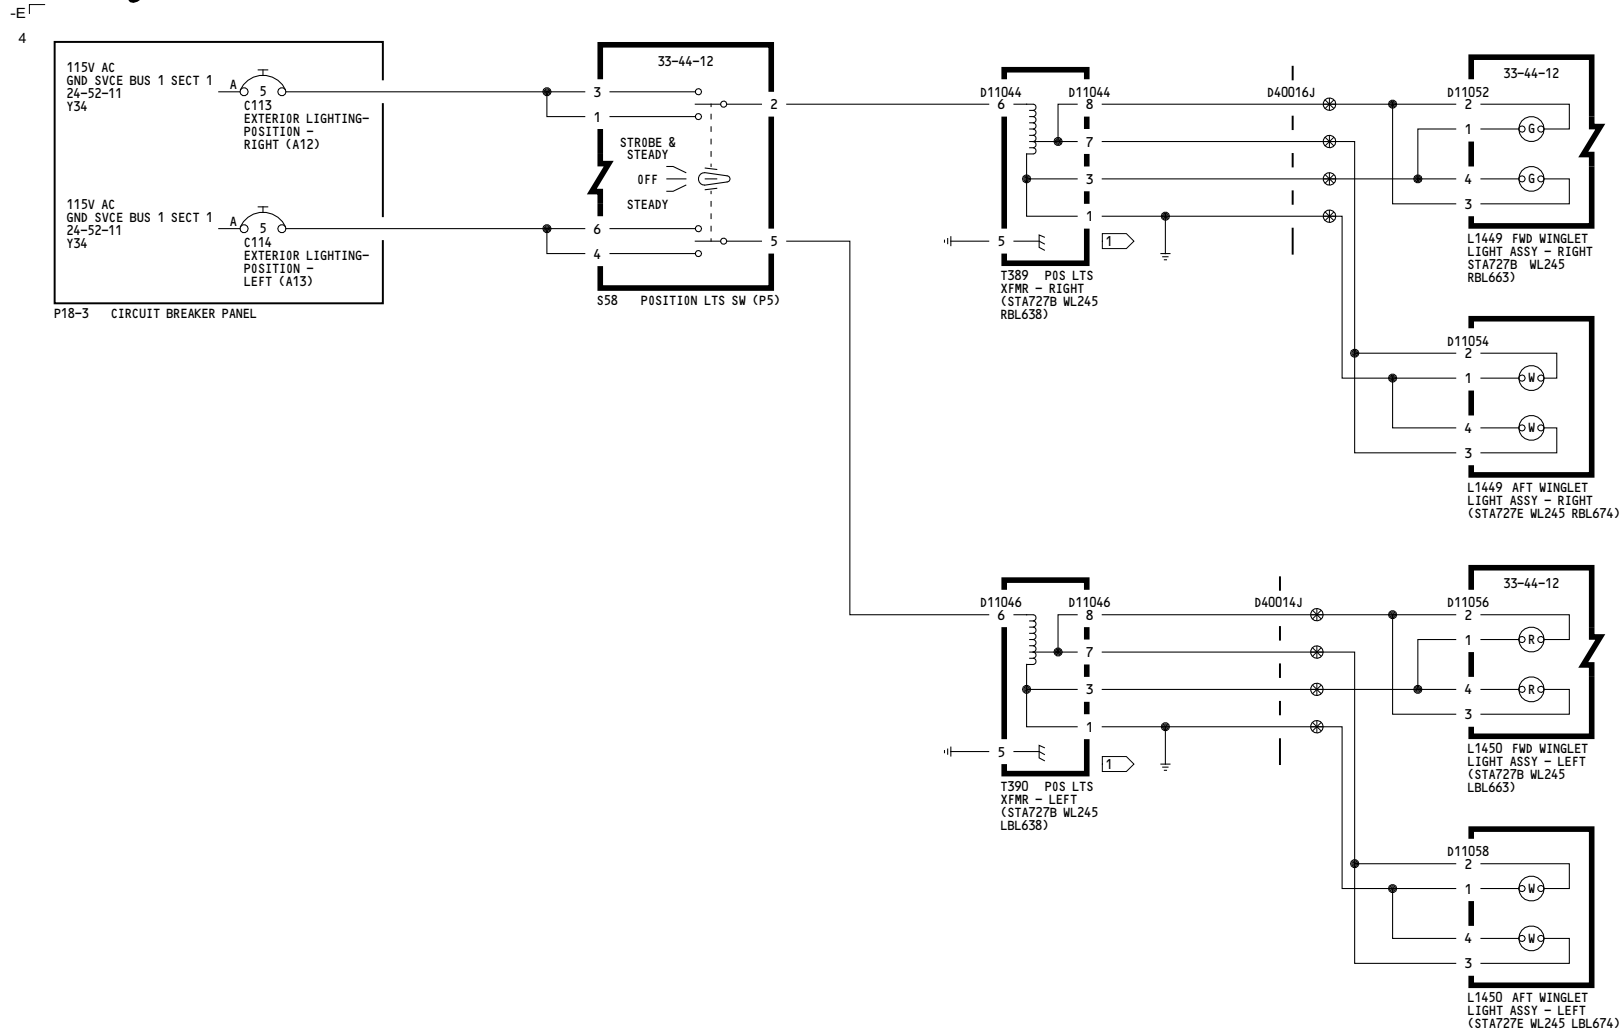 -E
4
115V AC
GND SVCE BUS 1 SECT 1
24-52-11
Y34
A
5
C113
EXTERIOR LIGHTING-
POSITION -
RIGHT (A12)
115V AC
GND SVCE BUS 1 SECT 1
24-52-11
Y34
A
5
C114
EXTERIOR LIGHTING-
POSITION -
LEFT (A13)
P18-3 CIRCUIT BREAKER PANEL
33-44-12
3
1
2
STROBE &
STEADY
OFF
STEADY
6
4
5
S58 POSITION LTS SW (P5)
D11044
6
D11044
8
7
3
1
5
1
T389 POS LTS
XFMR - RIGHT
(STA727B WL245
RBL638)
D40016J
33-44-12
D11052
2
1
G
4
G
3
L1449 FWD WINGLET
LIGHT ASSY - RIGHT
STA727B WL245
RBL663)
D11054
2
1
W
4
W
3
L1449 AFT WINGLET
LIGHT ASSY - RIGHT
(STA727E WL245 RBL674)
D11046
6
D11046
8
7
3
1
5
1
T390 POS LTS
XFMR - LEFT
(STA727B WL245
LBL638)
D40014J
33-44-12
D11056
2
1
R
4
R
3
L1450 FWD WINGLET
LIGHT ASSY - LEFT
(STA727B WL245
LBL663)
D11058
2
1
W
4
W
3
L1450 AFT WINGLET
LIGHT ASSY - LEFT
(STA727E WL245 LBL674)